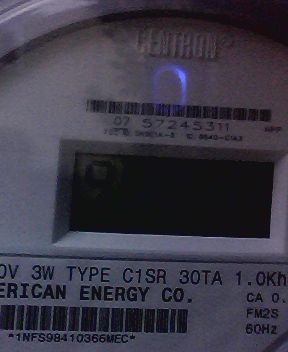 CENTRON®
07 57245311
0V 3W TYPE C1SR 30TA 1.0Kh
ERICAN ENERGY CO.
CA 0.
FM2S
60Hz
*1NFS98410366MEC*